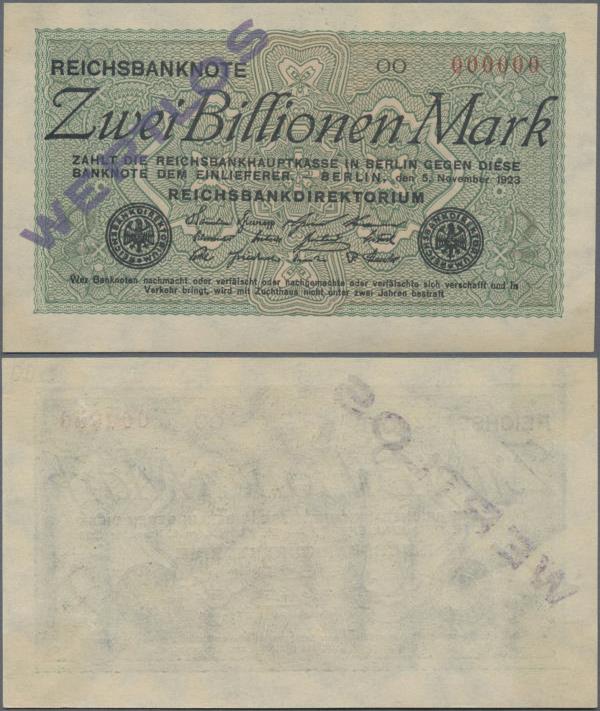 REICHSBANKNOTE OO 000000
WERTLOS
Zwei Billionen Mark
ZAHLT DIE REICHSBANKHAUPTKASSE IN BERLIN GEGEN DIESE
BANKNOTE DEM EINLIEFERER. – BERLIN, den 5. November 1923
REICHSBANKDIREKTORIUM
Wer Banknoten nachmacht oder verfälscht oder nachgemachte oder verfälschte sich verschafft und in
Verkehr bringt, wird mit Zuchthaus nicht unter zwei Jahren bestraft